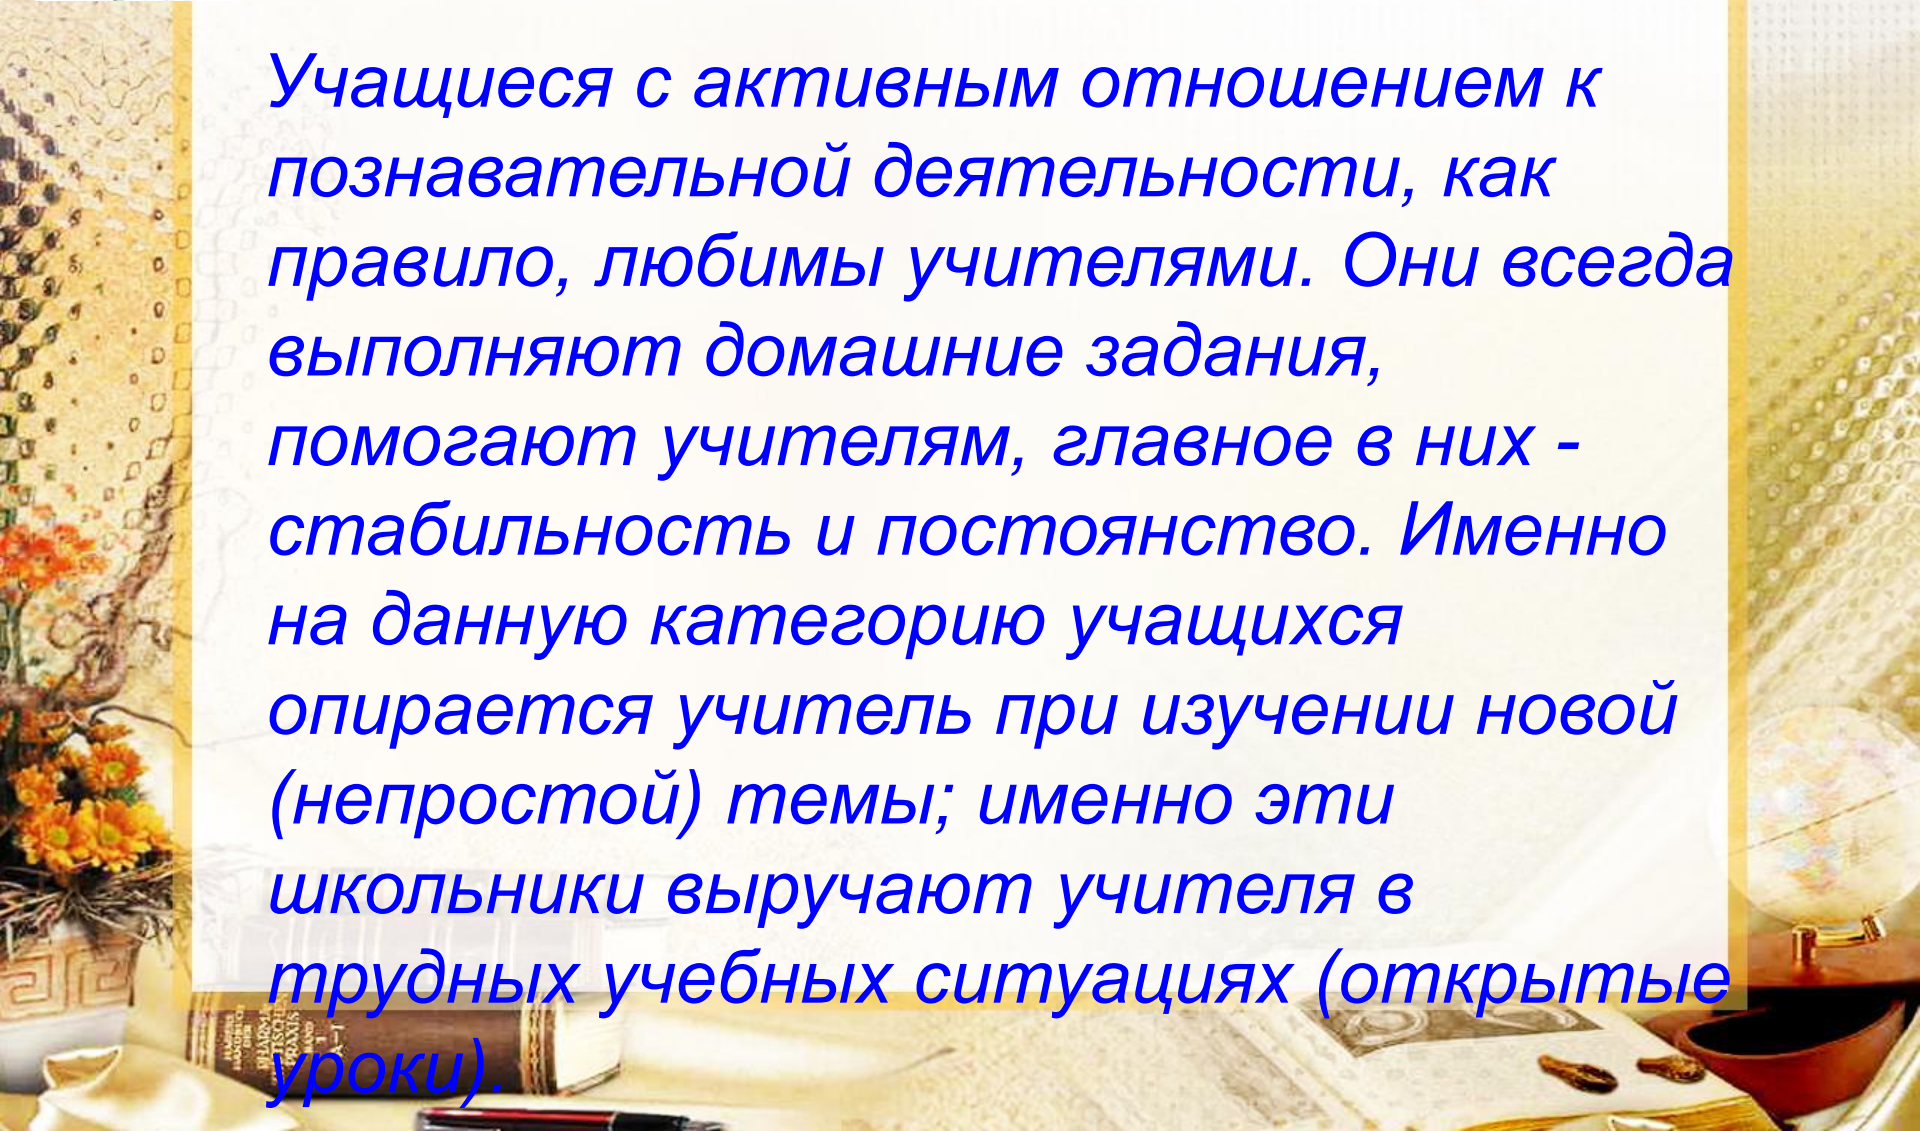 Учащиеся с активным отношением к
познавательной деятельности, как
правило, любимы учителями. Они всегда
выполняют домашние задания,
помогают учителям, главное в них -
стабильность и постоянство. Именно
на данную категорию учащихся
опирается учитель при изучении новой
(непростой) темы; именно эти
школьники выручают учителя в
трудных учебных ситуациях (открытые
уроки).